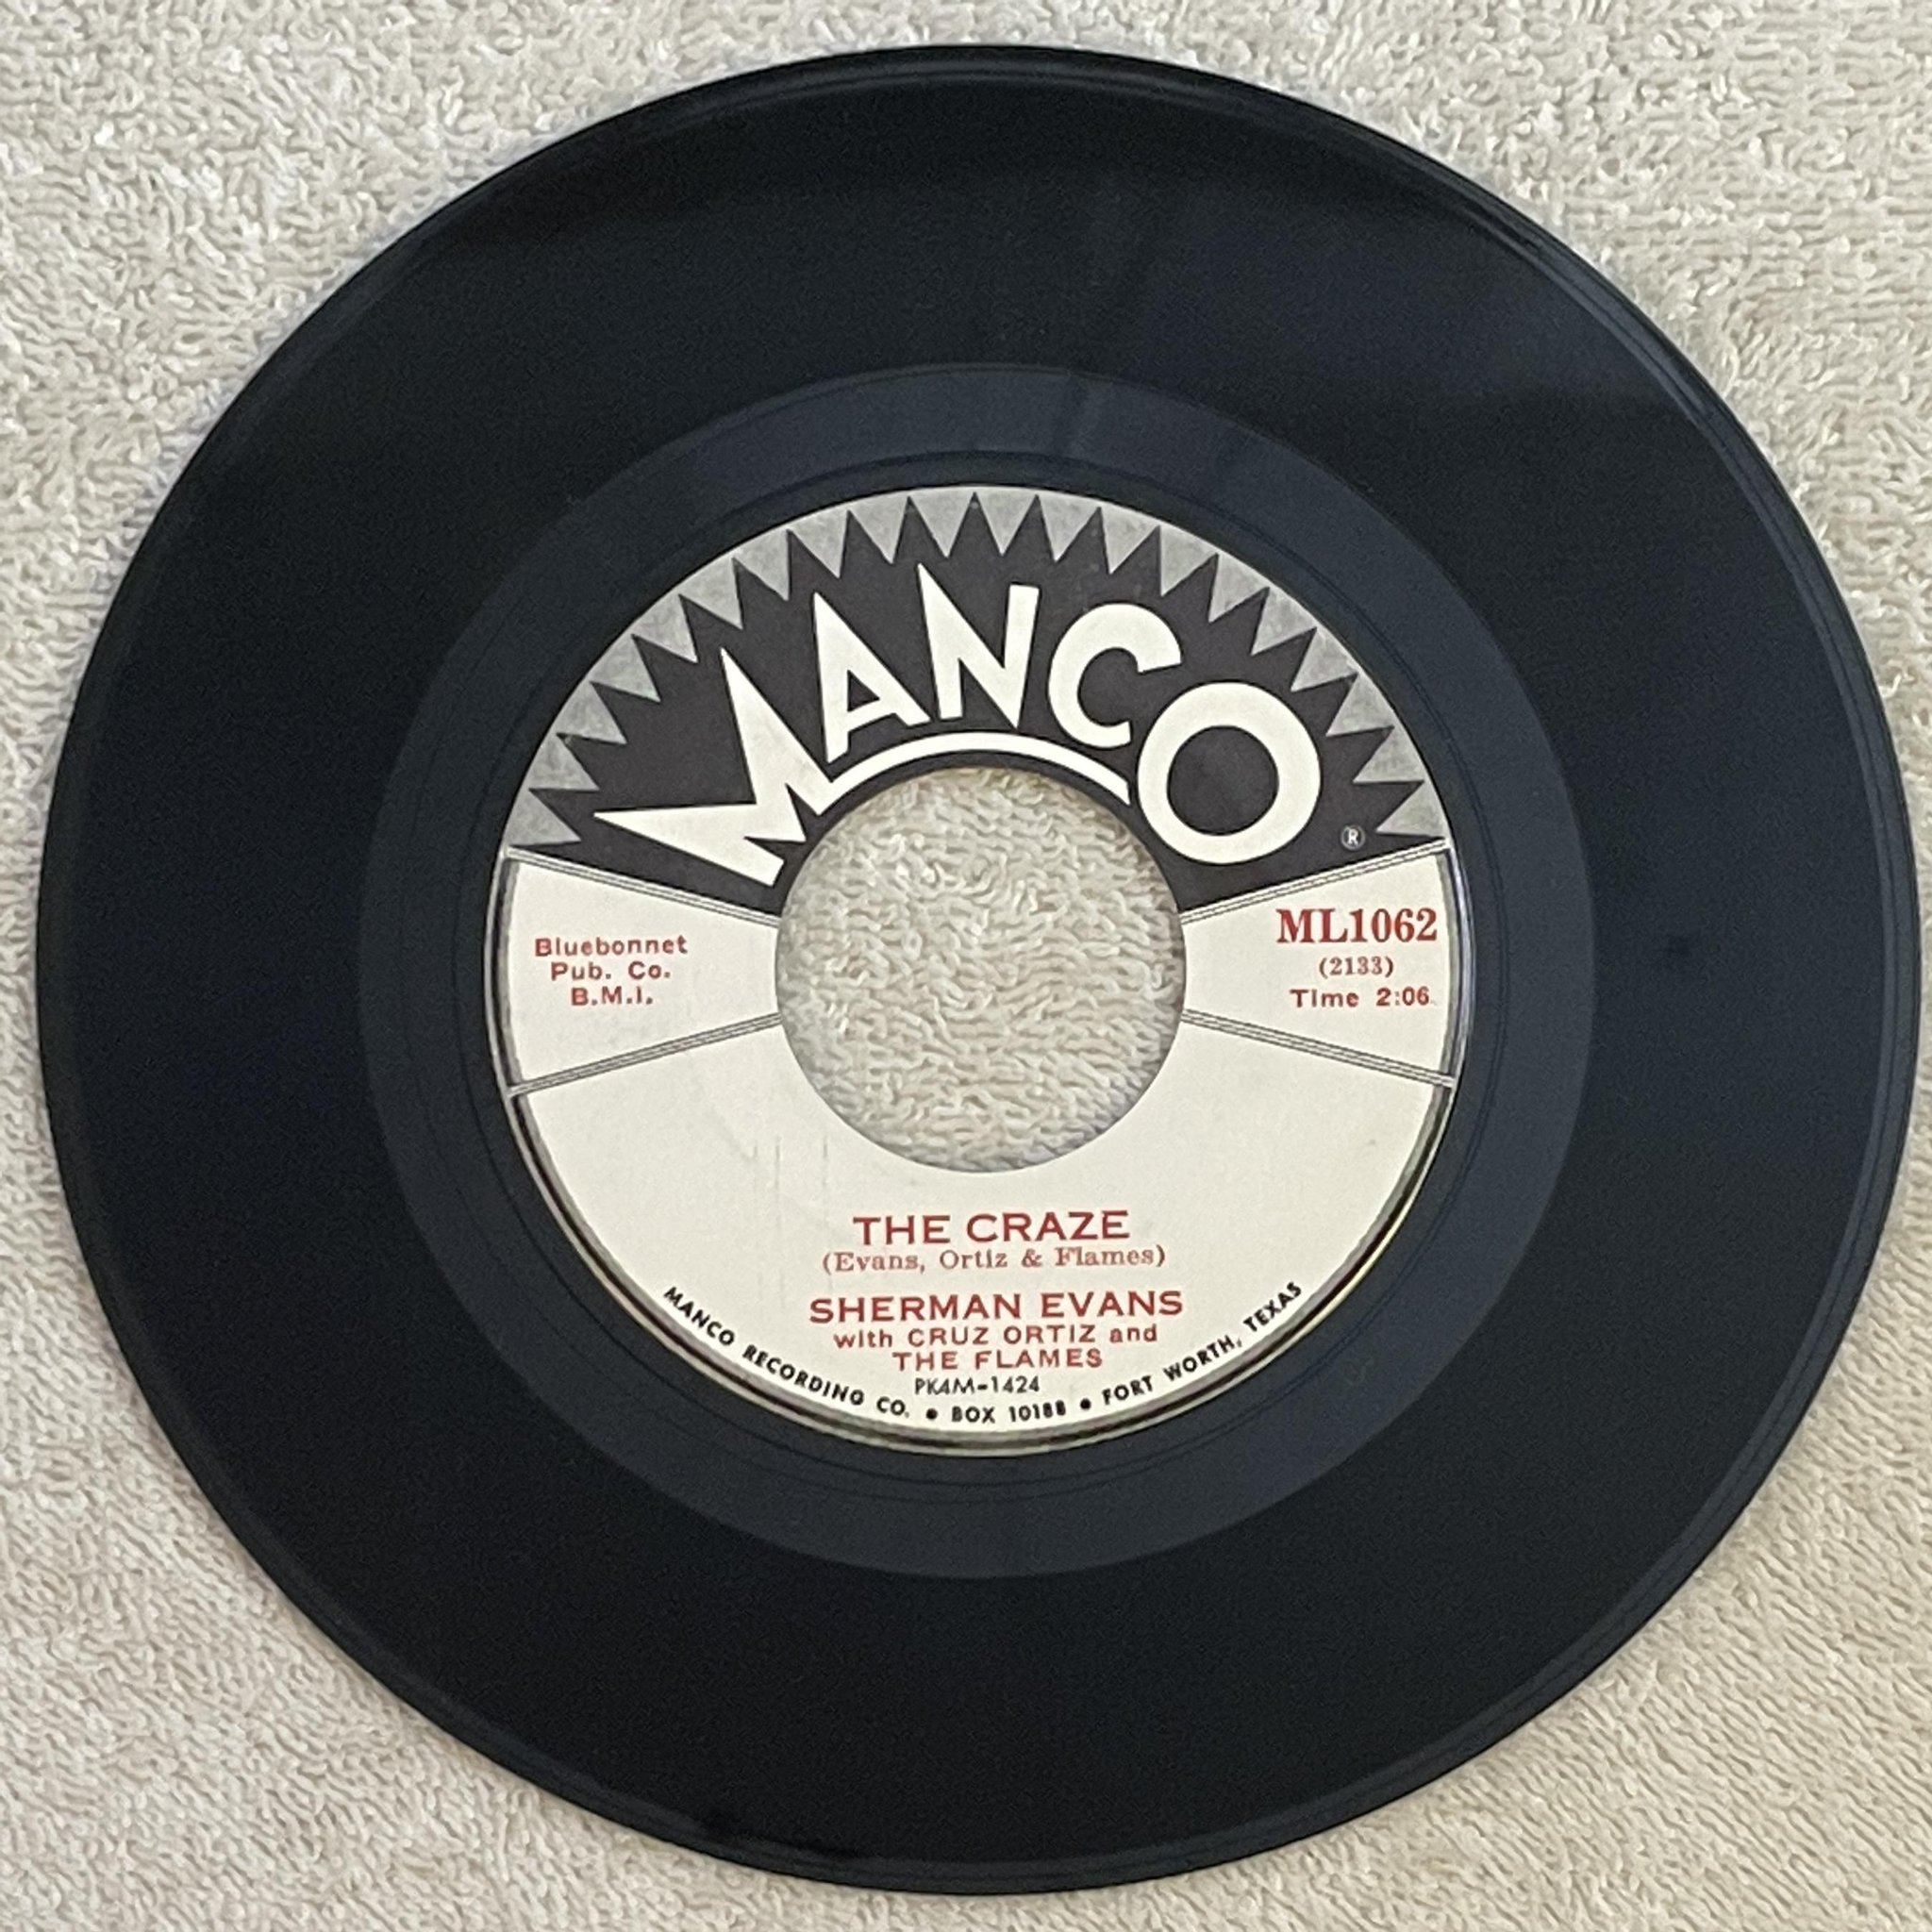 MANCO
®
Bluebonnet
Pub. Co.
B.M.I.
ML1062
(2133)
Time 2:06
THE CRAZE
(Evans, Ortiz & Flames)
SHERMAN EVANS
with CRUZ ORTIZ and
THE FLAMES
PK4M-1424
MANCO RECORDING CO. • BOX 10188 • FORT WORTH, TEXAS